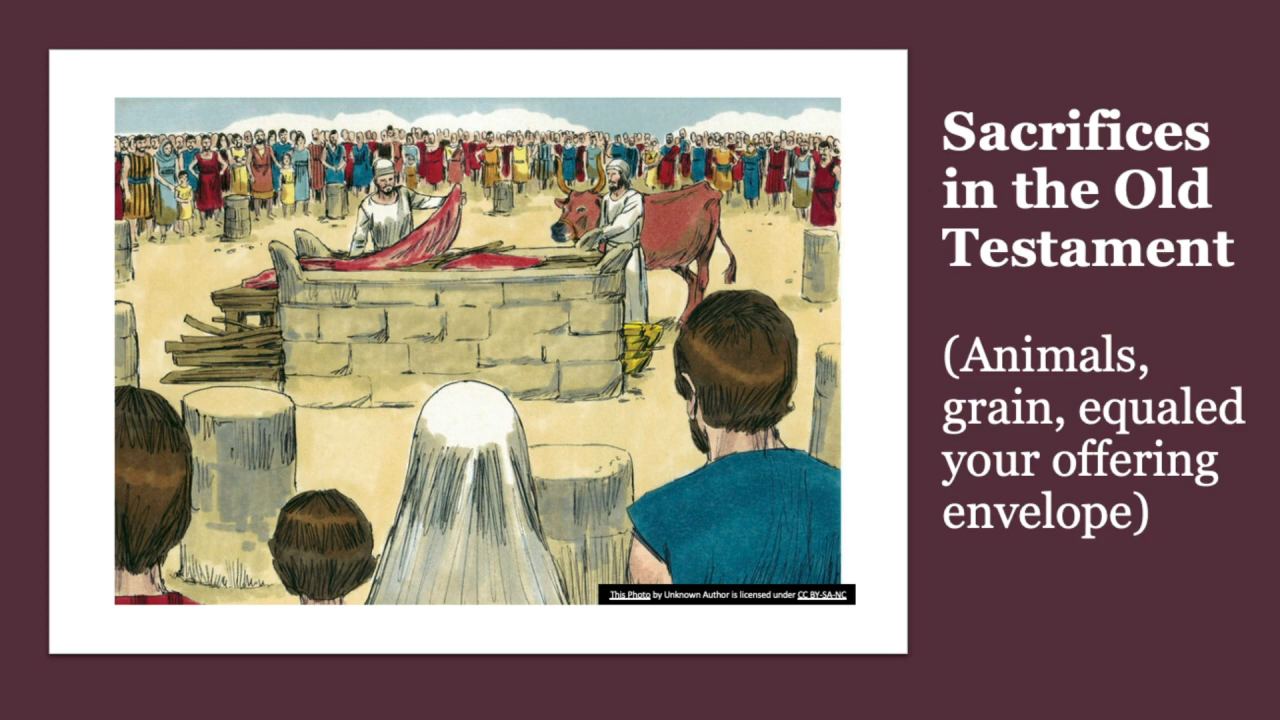 Sacrifices
in the Old
Testament
(Animals,
grain, equaled
your offering
envelope)
This Photo by Unknown Author is licensed under CC BY-SA-NC